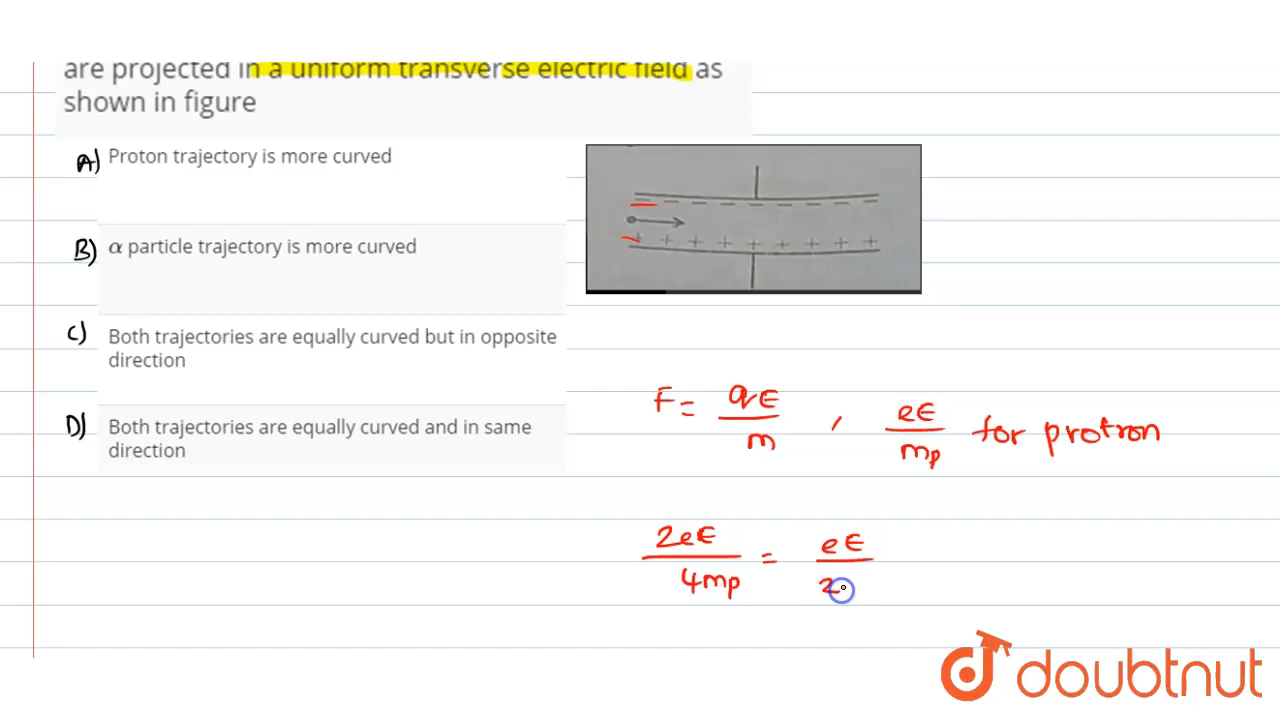 are projected in a uniform transverse electric field as
shown in figure
A) Proton trajectory is more curved
B) α particle trajectory is more curved
C) Both trajectories are equally curved but in opposite
direction
D) Both trajectories are equally curved and in same
direction
F = qE/m , eE/mp for protron
2eE/4mp = eE/2
doubtnut